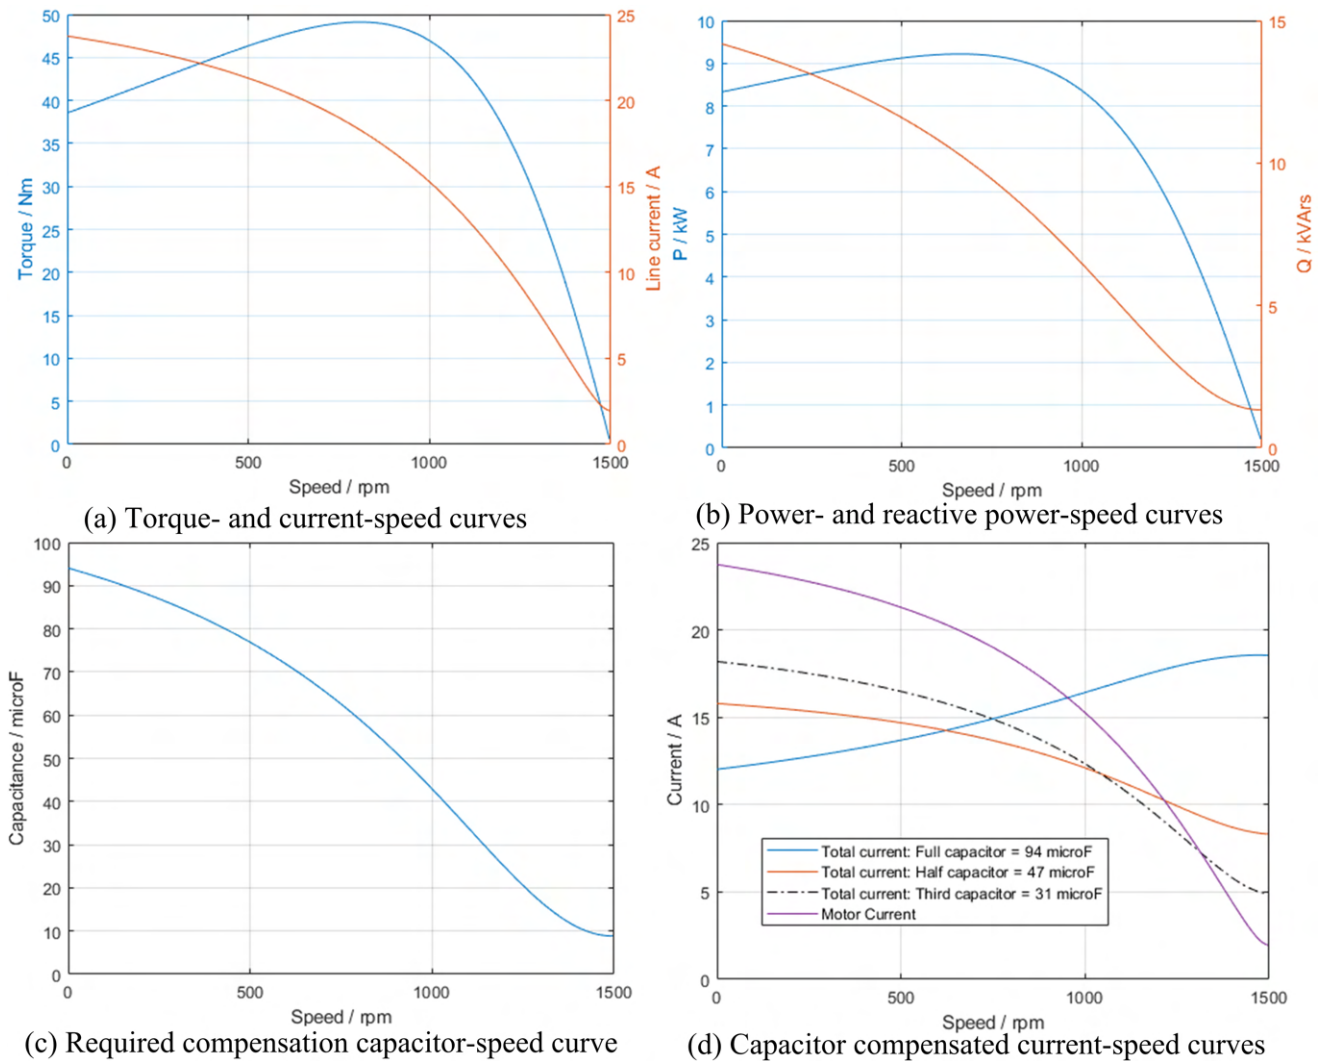 50
45
40
35
30
25
20
15
10
5
0
Torque / Nm
25
20
15
10
5
0
Line current / A
0 500 1000 1500
Speed / rpm
(a) Torque- and current-speed curves
10
9
8
7
6
5
4
3
2
1
0
P / kW
15
10
5
0
Q / kVArs
0 500 1000 1500
Speed / rpm
(b) Power- and reactive power-speed curves
100
90
80
70
60
50
40
30
20
10
0
Capacitance / microF
0 500 1000 1500
Speed / rpm
(c) Required compensation capacitor-speed curve
25
20
15
10
5
0
Current / A
Total current: Full capacitor = 94 microF
Total current: Half capacitor = 47 microF
Total current: Third capacitor = 31 microF
Motor Current
0 500 1000 1500
Speed / rpm
(d) Capacitor compensated current-speed curves